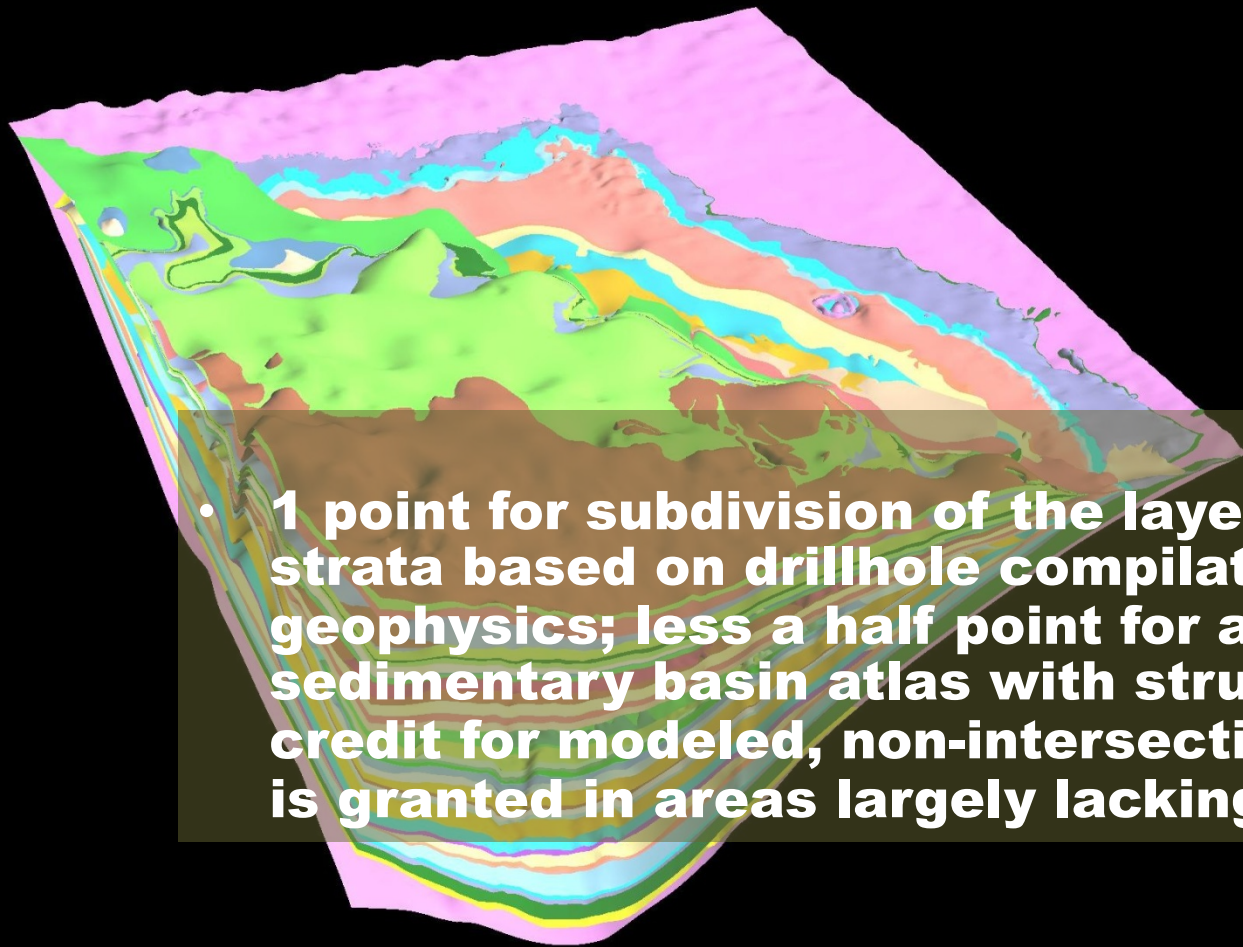 • 1 point for subdivision of the laye
strata based on drillhole compilat
geophysics; less a half point for a
sedimentary basin atlas with stru
credit for modeled, non-intersecti
is granted in areas largely lacking